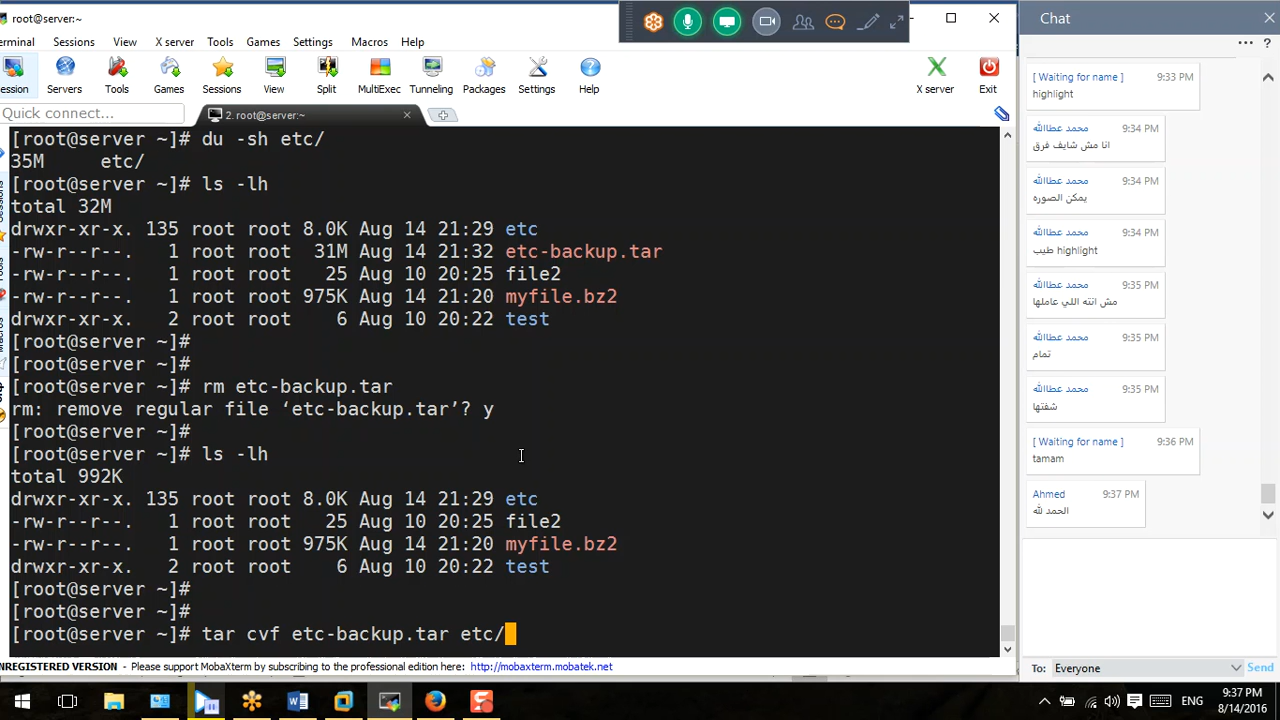 root@server:~
erminal Sessions View X server Tools Games Settings Macros Help
ession Servers Tools Games Sessions View Split MultiExec Tunneling Packages Settings Help X server Exit
Quick connect...
2. root@server:~
[root@server ~]# du -sh etc/
35M etc/
[root@server ~]# ls -lh
total 32M
drwxr-xr-x. 135 root root 8.0K Aug 14 21:29 etc
-rw-r--r--. 1 root root 31M Aug 14 21:32 etc-backup.tar
-rw-r--r--. 1 root root 25 Aug 10 20:25 file2
-rw-r--r--. 1 root root 975K Aug 14 21:20 myfile.bz2
drwxr-xr-x. 2 root root 6 Aug 10 20:22 test
[root@server ~]#
[root@server ~]#
[root@server ~]# rm etc-backup.tar
rm: remove regular file ‘etc-backup.tar’? y
[root@server ~]#
[root@server ~]# ls -lh
total 992K
drwxr-xr-x. 135 root root 8.0K Aug 14 21:29 etc
-rw-r--r--. 1 root root 25 Aug 10 20:25 file2
-rw-r--r--. 1 root root 975K Aug 14 21:20 myfile.bz2
drwxr-xr-x. 2 root root 6 Aug 10 20:22 test
[root@server ~]#
[root@server ~]#
[root@server ~]# tar cvf etc-backup.tar etc/
NREGISTERED VERSION - Please support MobaXterm by subscribing to the professional edition here: http://mobaxterm.mobatek.net
Chat
[ Waiting for name ] 9:33 PM
highlight
محمد عطاالله 9:34 PM
انا مش شايف فرق
محمد عطاالله 9:34 PM
يمكن الصوره
محمد عطاالله 9:34 PM
طيب highlight
محمد عطاالله 9:35 PM
مش انته اللي عاملها
محمد عطاالله 9:35 PM
تمام
محمد عطاالله 9:35 PM
شفتها
[ Waiting for name ] 9:36 PM
tamam
Ahmed 9:37 PM
الحمد لله
To: Everyone Send
ENG
9:37 PM
8/14/2016